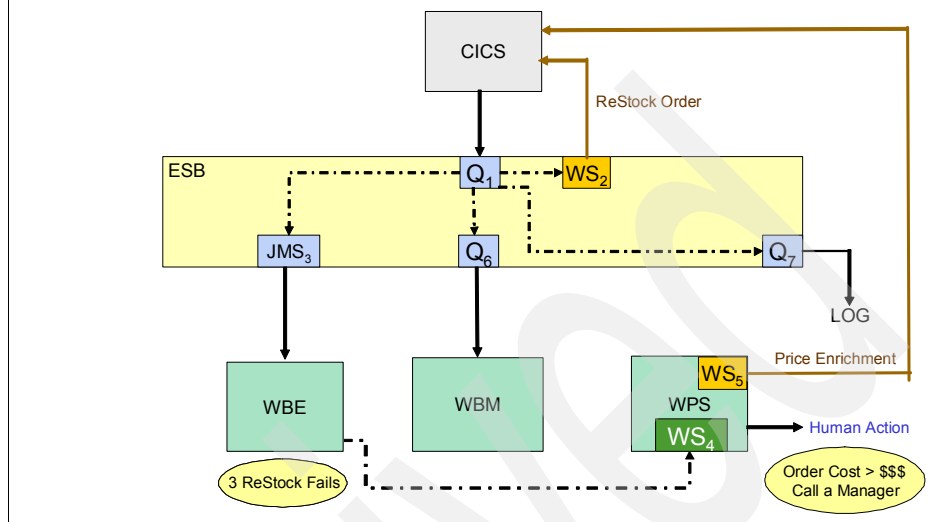 CICS
ReStock Order
ESB
Q1
WS2
JMS3
Q6
Q7
LOG
Price Enrichment
WBE
WBM
WS5
WPS
WS4
Human Action
3 ReStock Fails
Order Cost > $$$
Call a Manager